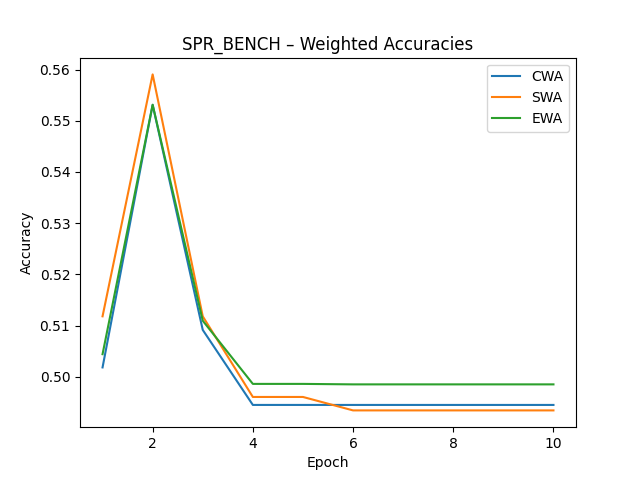 SPR_BENCH – Weighted Accuracies
CWA
SWA
EWA
Accuracy
0.56
0.55
0.54
0.53
0.52
0.51
0.50
2 4 6 8 10
Epoch